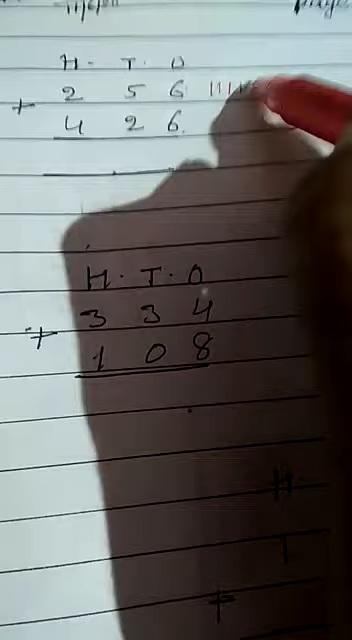 H. T. O
2 5 6 ||||
+
4 2 6
H. T. O
3 3 4
+
1 0 8
H
T
+